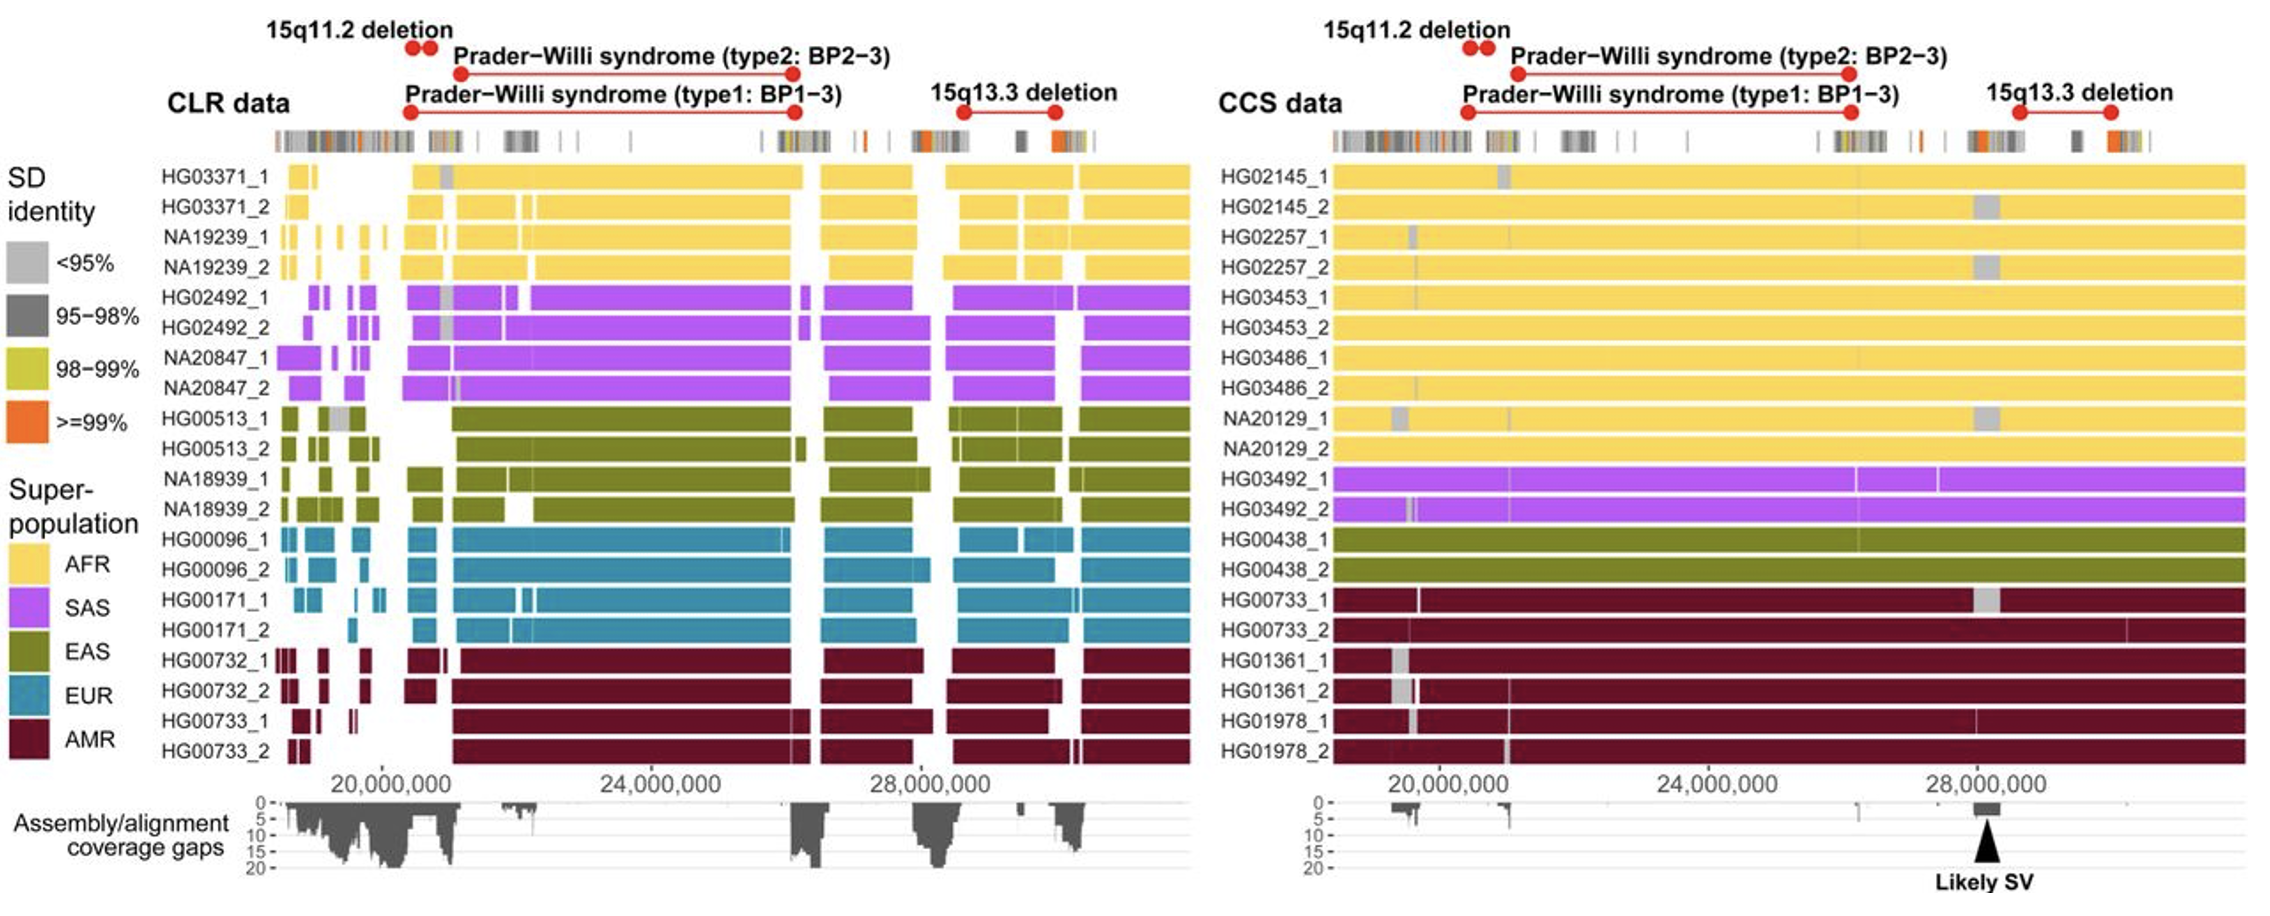 15q11.2 deletion
Prader–Willi syndrome (type2: BP2–3)
Prader–Willi syndrome (type1: BP1–3)
15q13.3 deletion
CLR data
SD
identity
<95%
95–98%
98–99%
>=99%
Super-
population
AFR
SAS
EAS
EUR
AMR
HG03371_1
HG03371_2
NA19239_1
NA19239_2
HG02492_1
HG02492_2
NA20847_1
NA20847_2
HG00513_1
HG00513_2
NA18939_1
NA18939_2
HG00096_1
HG00096_2
HG00171_1
HG00171_2
HG00732_1
HG00732_2
HG00733_1
HG00733_2
20,000,000 24,000,000 28,000,000
Assembly/alignment
coverage gaps
0
5
10
15
20
15q11.2 deletion
Prader–Willi syndrome (type2: BP2–3)
Prader–Willi syndrome (type1: BP1–3)
15q13.3 deletion
CCS data
HG02145_1
HG02145_2
HG02257_1
HG02257_2
HG03453_1
HG03453_2
HG03486_1
HG03486_2
NA20129_1
NA20129_2
HG03492_1
HG03492_2
HG00438_1
HG00438_2
HG00733_1
HG00733_2
HG01361_1
HG01361_2
HG01978_1
HG01978_2
20,000,000 24,000,000 28,000,000
0
5
10
15
20
Likely SV